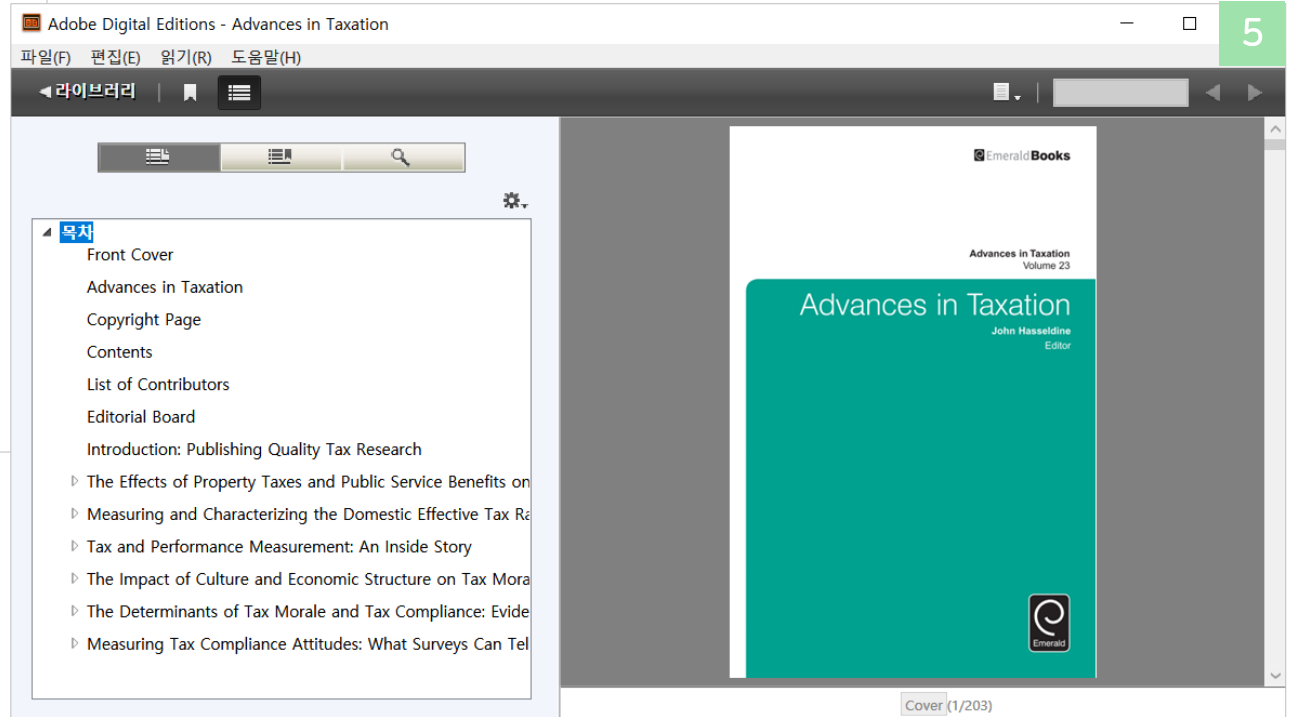 Adobe Digital Editions - Advances in Taxation
5
파일(F) 편집(E) 읽기(R) 도움말(H)
라이브러리
목차
Front Cover
Advances in Taxation
Copyright Page
Contents
List of Contributors
Editorial Board
Introduction: Publishing Quality Tax Research
The Effects of Property Taxes and Public Service Benefits on
Measuring and Characterizing the Domestic Effective Tax Ra
Tax and Performance Measurement: An Inside Story
The Impact of Culture and Economic Structure on Tax Mora
The Determinants of Tax Morale and Tax Compliance: Evide
Measuring Tax Compliance Attitudes: What Surveys Can Tel
Emerald Books
Advances in Taxation
Volume 23
Advances in Taxation
John Hasseldine
Editor
Emerald
Cover (1/203)